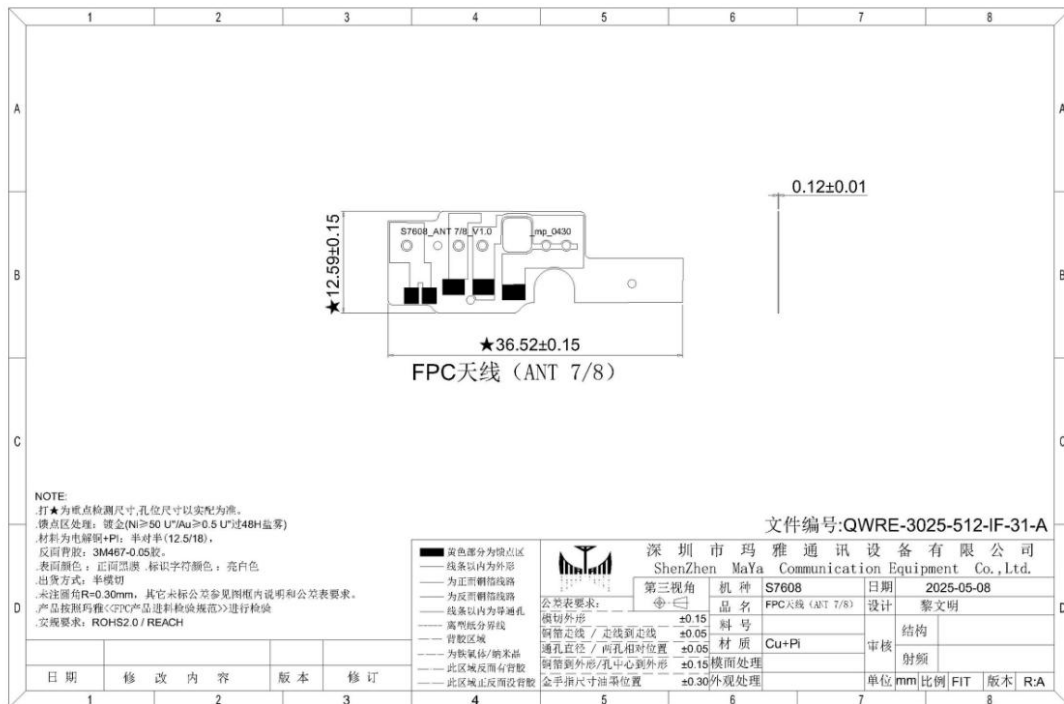 1 2 3 4 5 6 7 8
A A
B B
C C
D D
0.12±0.01
★12.59±0.15
S7608_ANT 7/8_V1.0
_mp_0430
★36.52±0.15
FPC天线（ANT 7/8）
NOTE:
.打★为重点检测尺寸,孔位尺寸以实配为准。
.馈点区处理：镀金(Ni≥50 U"/Au≥0.5 U"过48H盐雾)
.材料为电解铜+PI：半对半(12.5/18)，
反面背胶：3M467-0.05胶。
.表面颜色：正面黑膜 .标识字符颜色：亮白色
.出货方式：半模切
.未注圆角R=0.30mm，其它未标公差参见图框内说明和公差表要求。
.产品按照玛雅<<FPC产品进料检验规范>>进行检验
.安规要求：ROHS2.0 / REACH
文件编号:QWRE-3025-512-IF-31-A
黄色部分为馈点区
线条以内为外形
为正面铜箔线路
为反面铜箔线路
线条以内为导通孔
离型纸分界线
背胶区域
为铁氧体/纳米晶
此区域反面有背胶
此区域正反面没背胶
深圳市玛雅通讯设备有限公司
ShenZhen MaYa Communication Equipment Co.,Ltd.
第三视角
公差表要求:
模切外形 ±0.15
铜箔走线 / 走线到走线 ±0.05
通孔直径 / 两孔相对位置 ±0.05
铜箔到外形/孔中心到外形 ±0.15
金手指尺寸油墨位置 ±0.30
机 种 S7608
品 名 FPC天线 (ANT 7/8)
料 号
材 质 Cu+Pi
模面处理
外观处理
日期 2025-05-08
设计 黎文明
审核 结构
射频
单位 mm 比例 FIT 版本 R:A
日 期 修 改 内 容 版 本 修 订
1 2 3 4 5 6 7 8